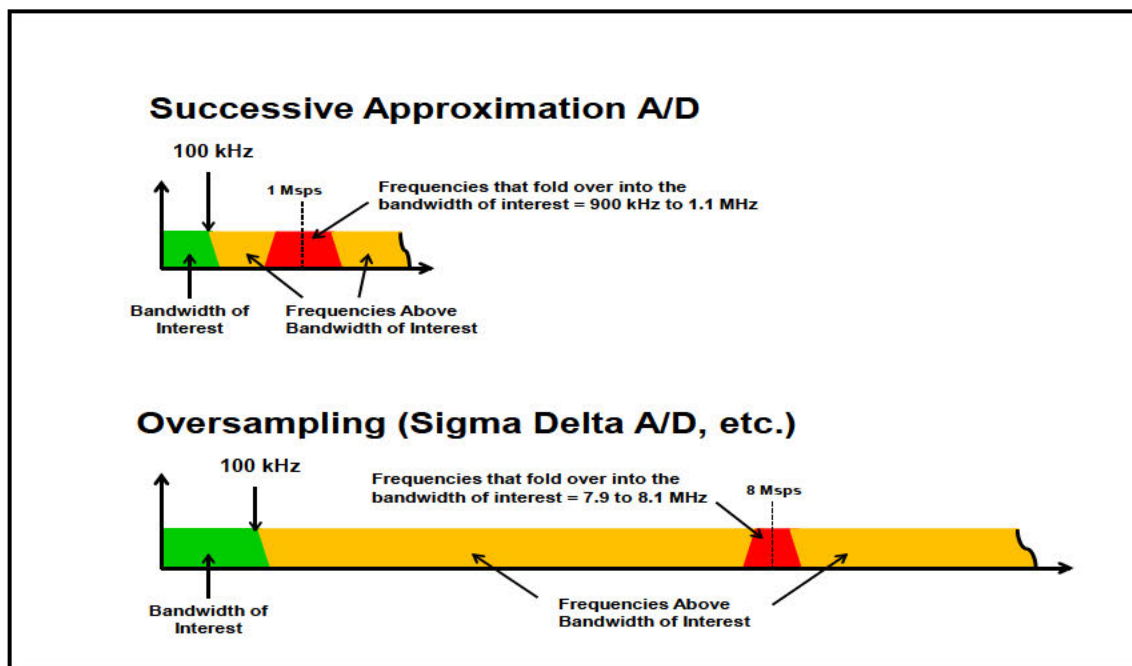 Successive Approximation A/D
100 kHz
1 Msps
Frequencies that fold over into the
bandwidth of interest = 900 kHz to 1.1 MHz
Bandwidth of
Interest
Frequencies Above
Bandwidth of Interest
Oversampling (Sigma Delta A/D, etc.)
100 kHz
Frequencies that fold over into the
bandwidth of interest = 7.9 to 8.1 MHz
8 Msps
Bandwidth of
Interest
Frequencies Above
Bandwidth of Interest